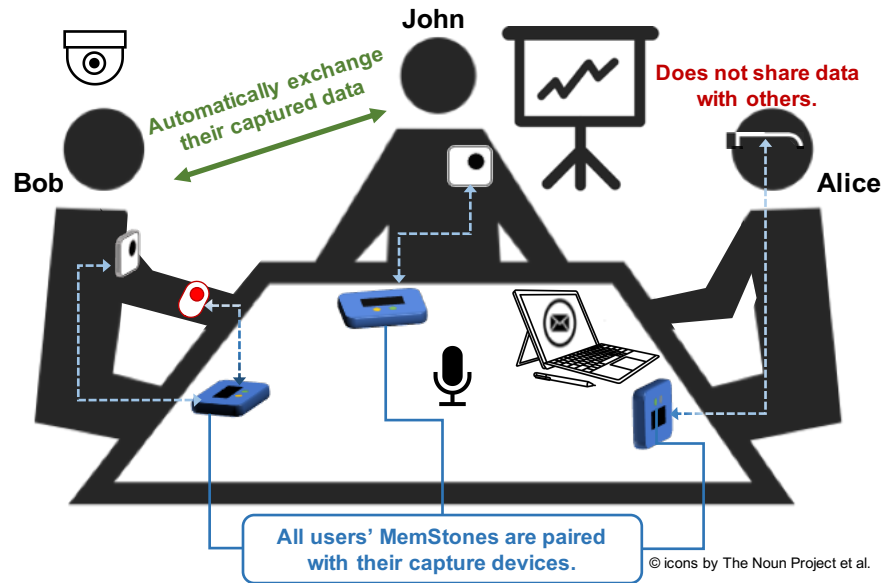 John
Automatically exchange
their captured data
Does not share data
with others.
Bob
Alice
All users’ MemStones are paired
with their capture devices.
© icons by The Noun Project et al.